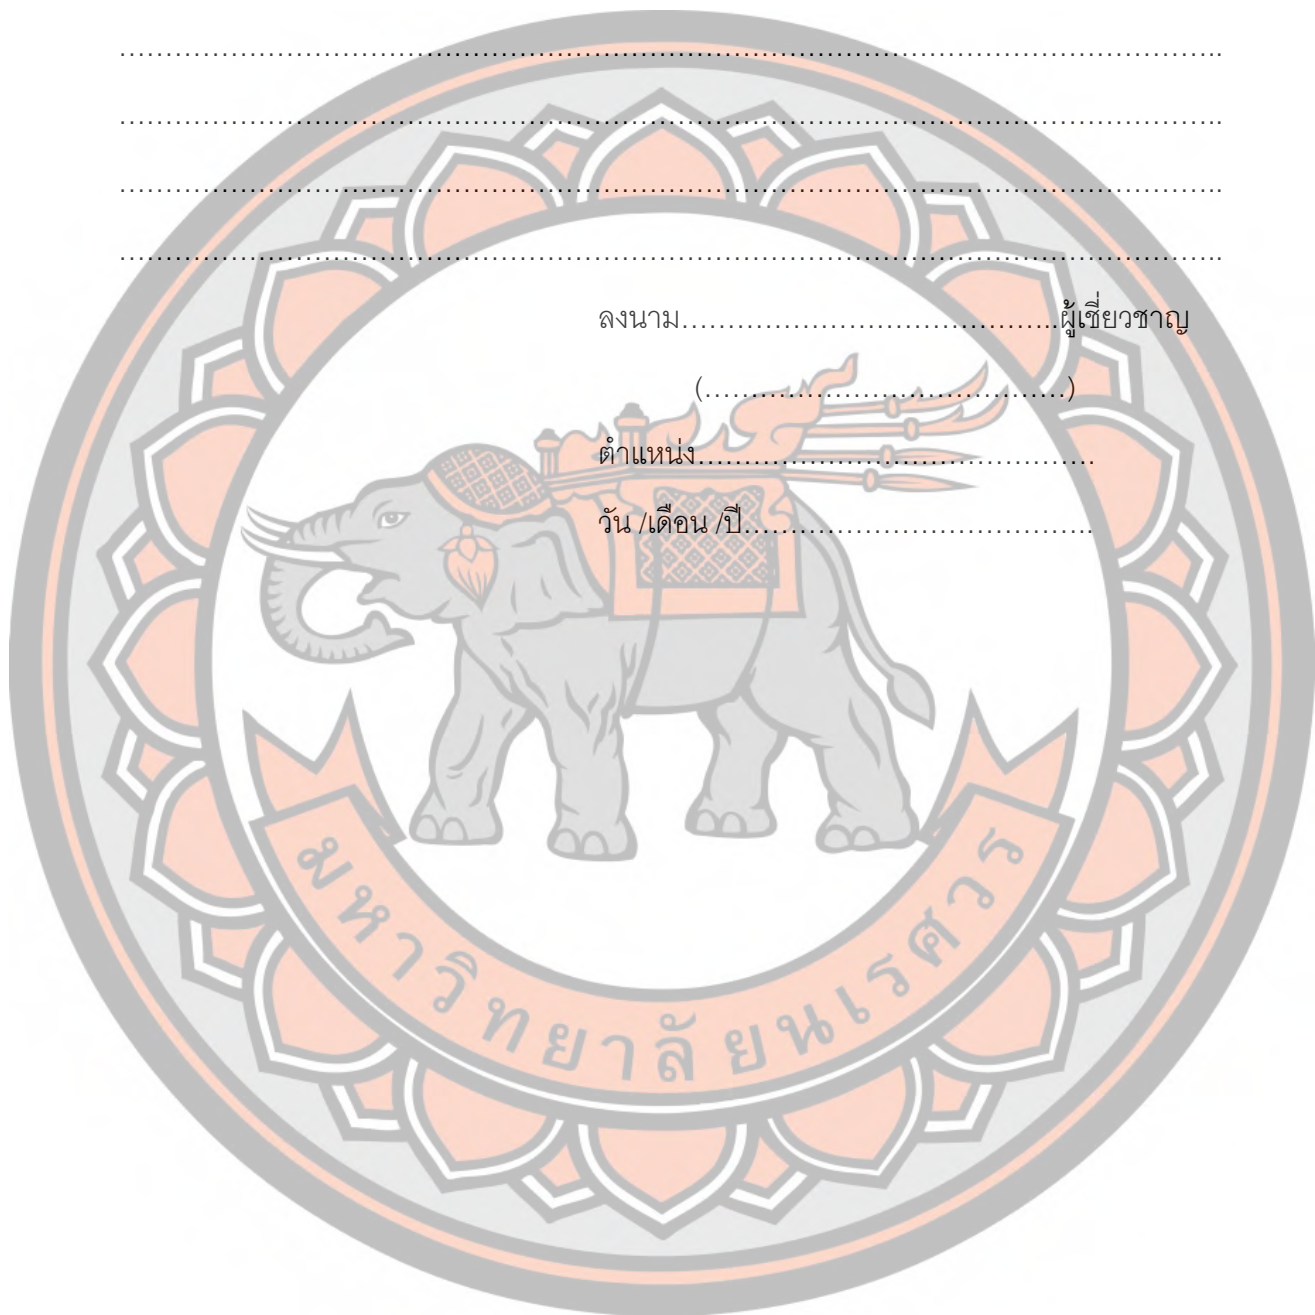 ………………………………………………………………………………………………………….
………………………………………………………………………………………………………….
………………………………………………………………………………………………………….
………………………………………………………………………………………………………….
ลงนาม…………………………………..ผู้เชี่ยวชาญ
(…………………………………)
ตำแหน่ง……………………………………
วัน /เดือน /ปี……………………………….
มหาวิทยาลัยนเรศวร